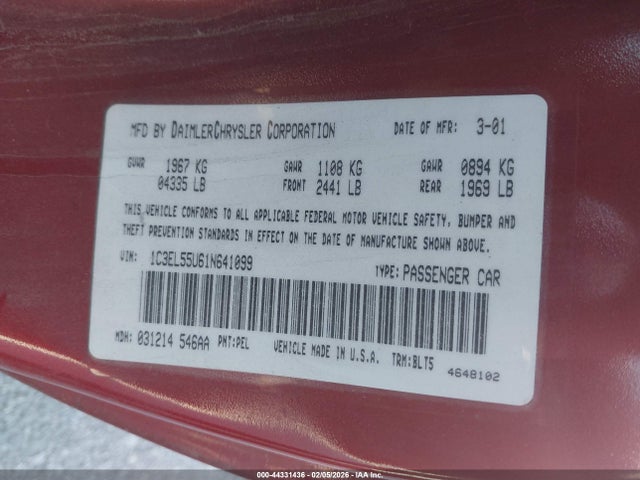 MFD BY DAIMLERCHRYSLER CORPORATION DATE OF MFR: 3-01
GVWR 1967 KG GAWR 1108 KG GAWR 0894 KG
04335 LB FRONT 2441 LB REAR 1969 LB
THIS VEHICLE CONFORMS TO ALL APPLICABLE FEDERAL MOTOR VEHICLE SAFETY, BUMPER AND
THEFT PREVENTION STANDARDS IN EFFECT ON THE DATE OF MANUFACTURE SHOWN ABOVE.
VIN: 1C3EL55U61N641099 TYPE: PASSENGER CAR
MDH: 031214 546AA PNT: PEL VEHICLE MADE IN U.S.A. TRM: BLT5 4648102
000-44331436 - 02/05/2026 - IAA Inc.